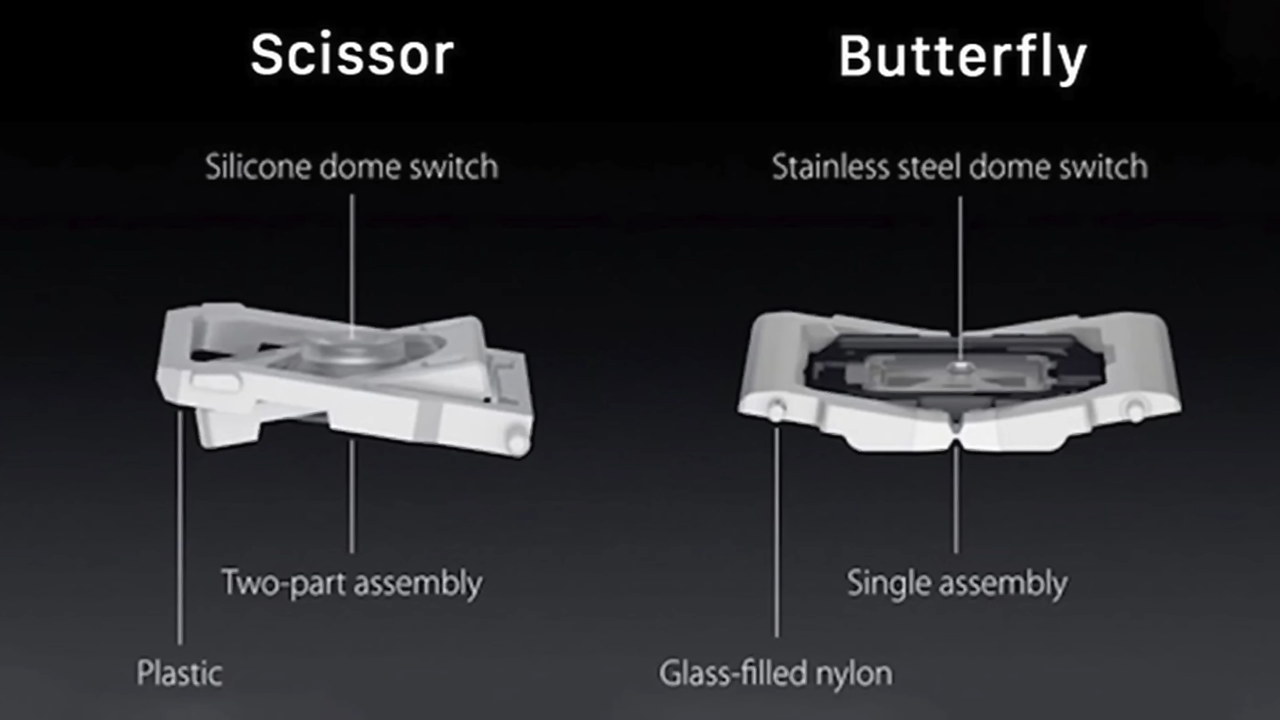 Scissor
Silicone dome switch
Two-part assembly
Plastic
Butterfly
Stainless steel dome switch
Single assembly
Glass-filled nylon